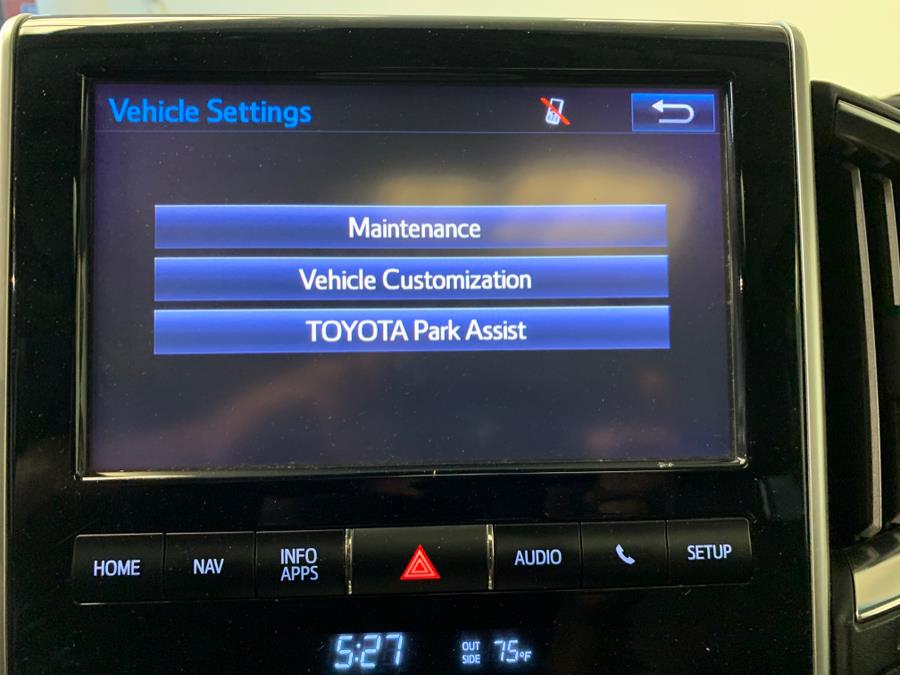 Vehicle Settings
Maintenance
Vehicle Customization
TOYOTA Park Assist
HOME
NAV
INFO
APPS
AUDIO
SETUP
5:27
OUT
SIDE
75°F